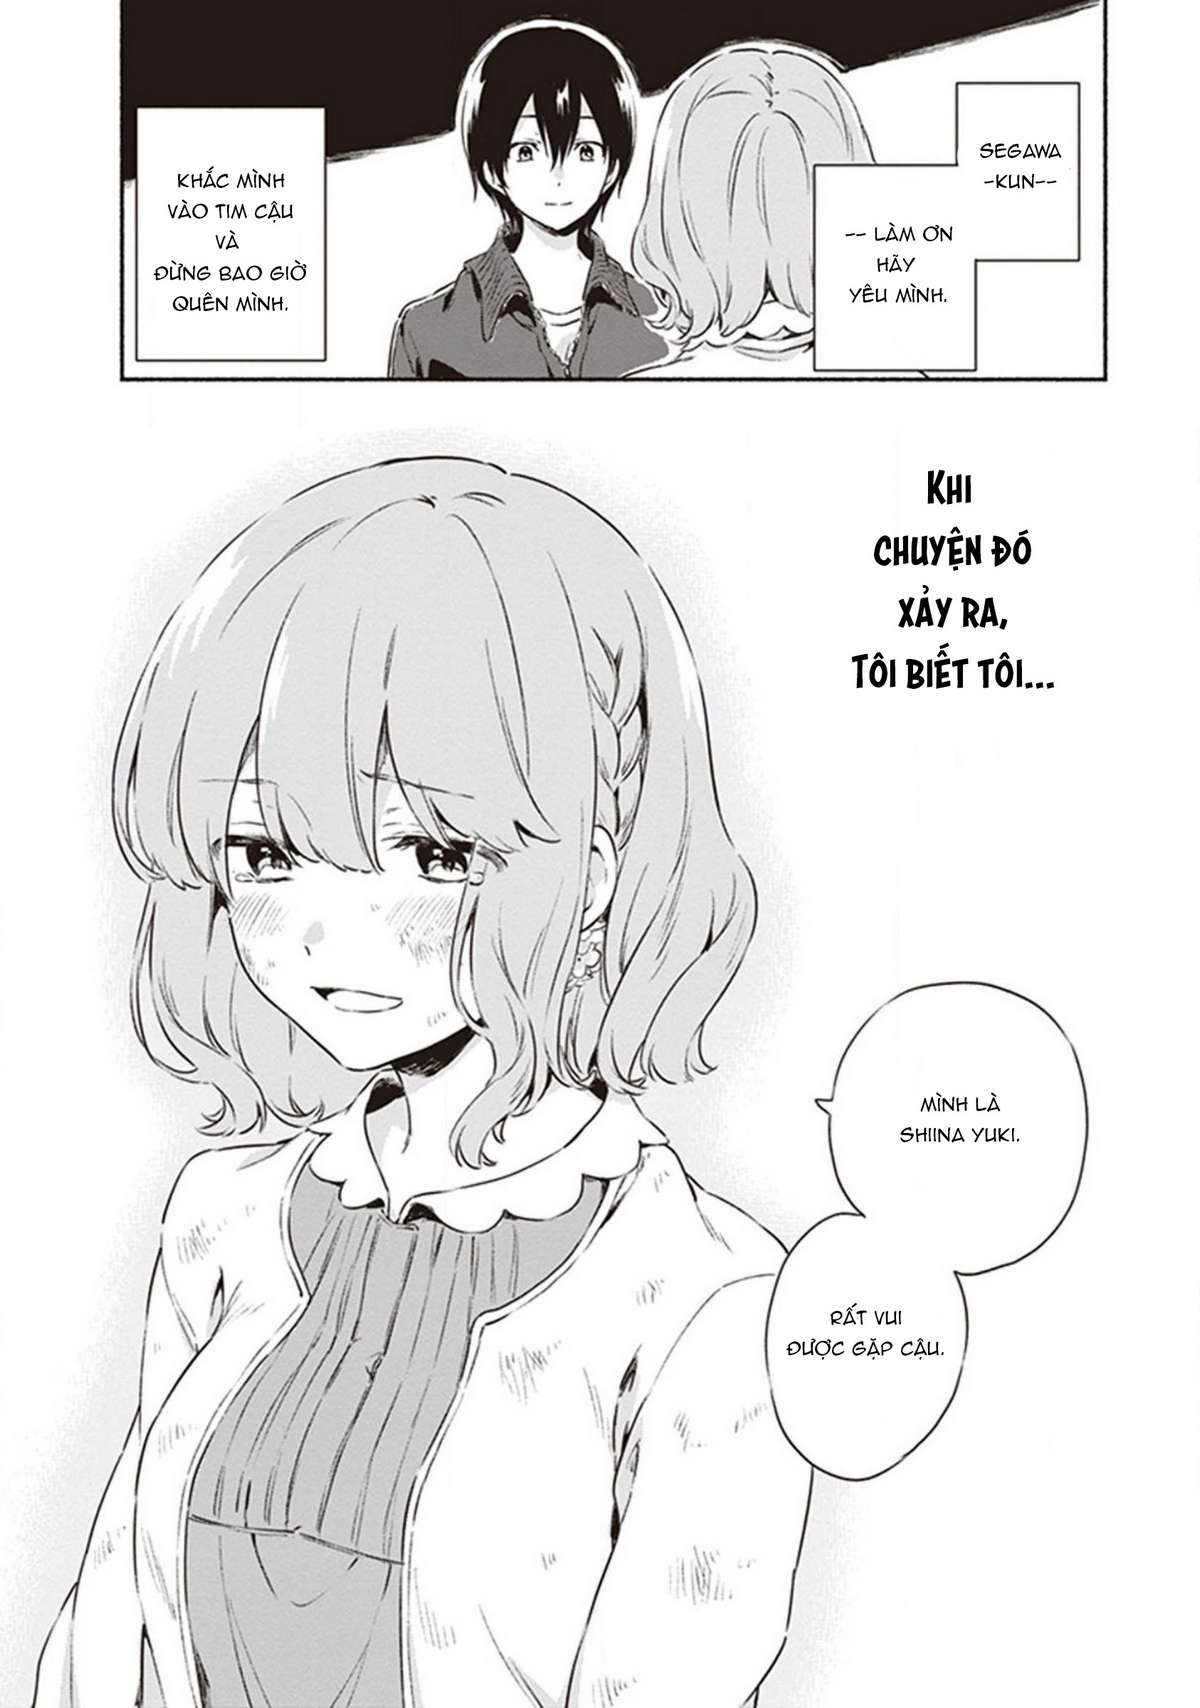 SEGAWA
-KUN--
-- LÀM ƠN
HÃY
YÊU MÌNH.
KHẮC MÌNH
VÀO TIM CẬU
VÀ
ĐỪNG BAO GIỜ
QUÊN MÌNH.
KHI
CHUYỆN ĐÓ
XẢY RA,
TÔI BIẾT TÔI...
MÌNH LÀ
SHIINA YUKI.
RẤT VUI
ĐƯỢC GẶP CẬU.